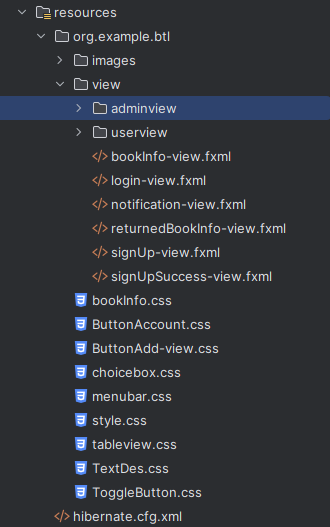 resources
org.example.btl
images
view
adminview
userview
bookInfo-view.fxml
login-view.fxml
notification-view.fxml
returnedBookInfo-view.fxml
signUp-view.fxml
signUpSuccess-view.fxml
bookInfo.css
ButtonAccount.css
ButtonAdd-view.css
choicebox.css
menubar.css
style.css
tableview.css
TextDes.css
ToggleButton.css
hibernate.cfg.xml